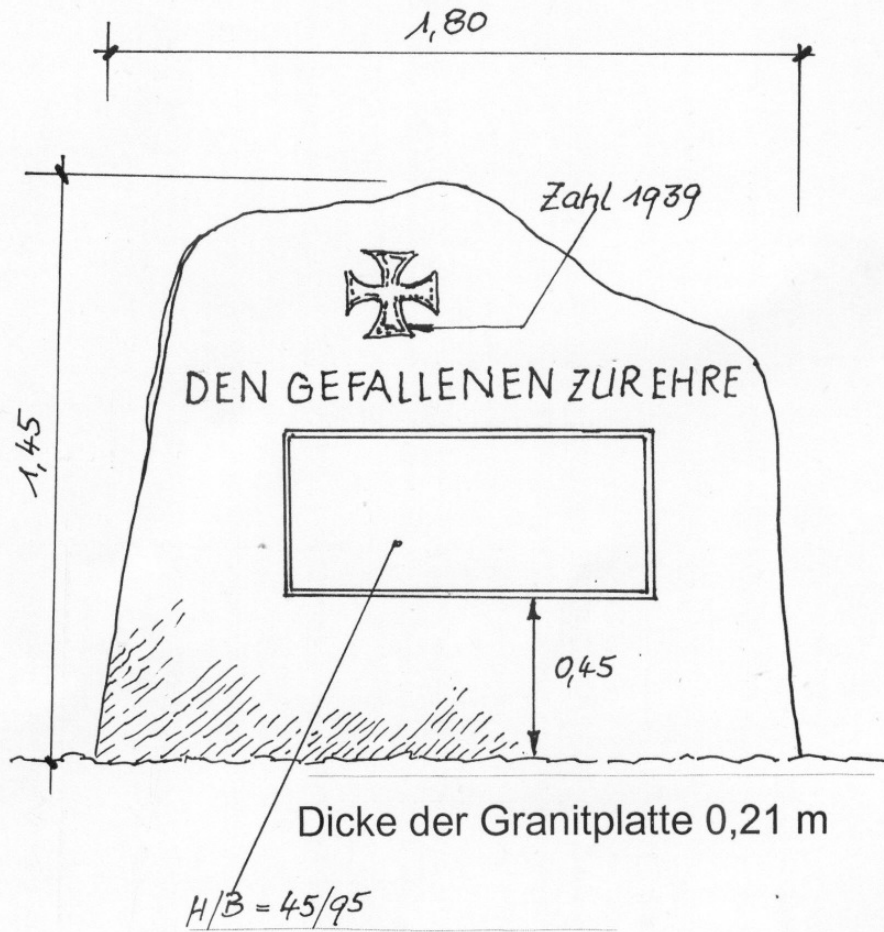 1,80
Zahl 1939
DEN GEFALLENEN ZUR EHRE
1,45
0,45
Dicke der Granitplatte 0,21 m
H/B = 45/95